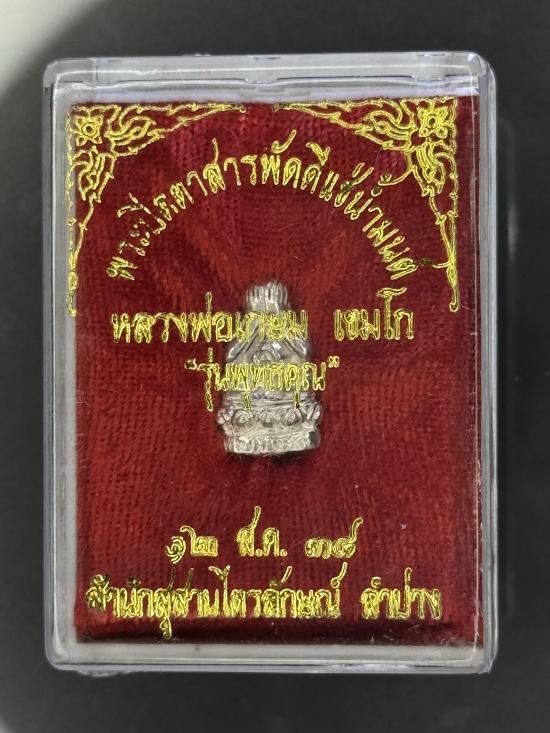 พระปิดตาสารพัดดีแช่น้ำมนต์
หลวงพ่อเกษม เขมโก
"รุ่นพุทธคุณ"
๑๒ ส.ค. ๓๘
สำนักสุสานไตรลักษณ์ ลำปาง